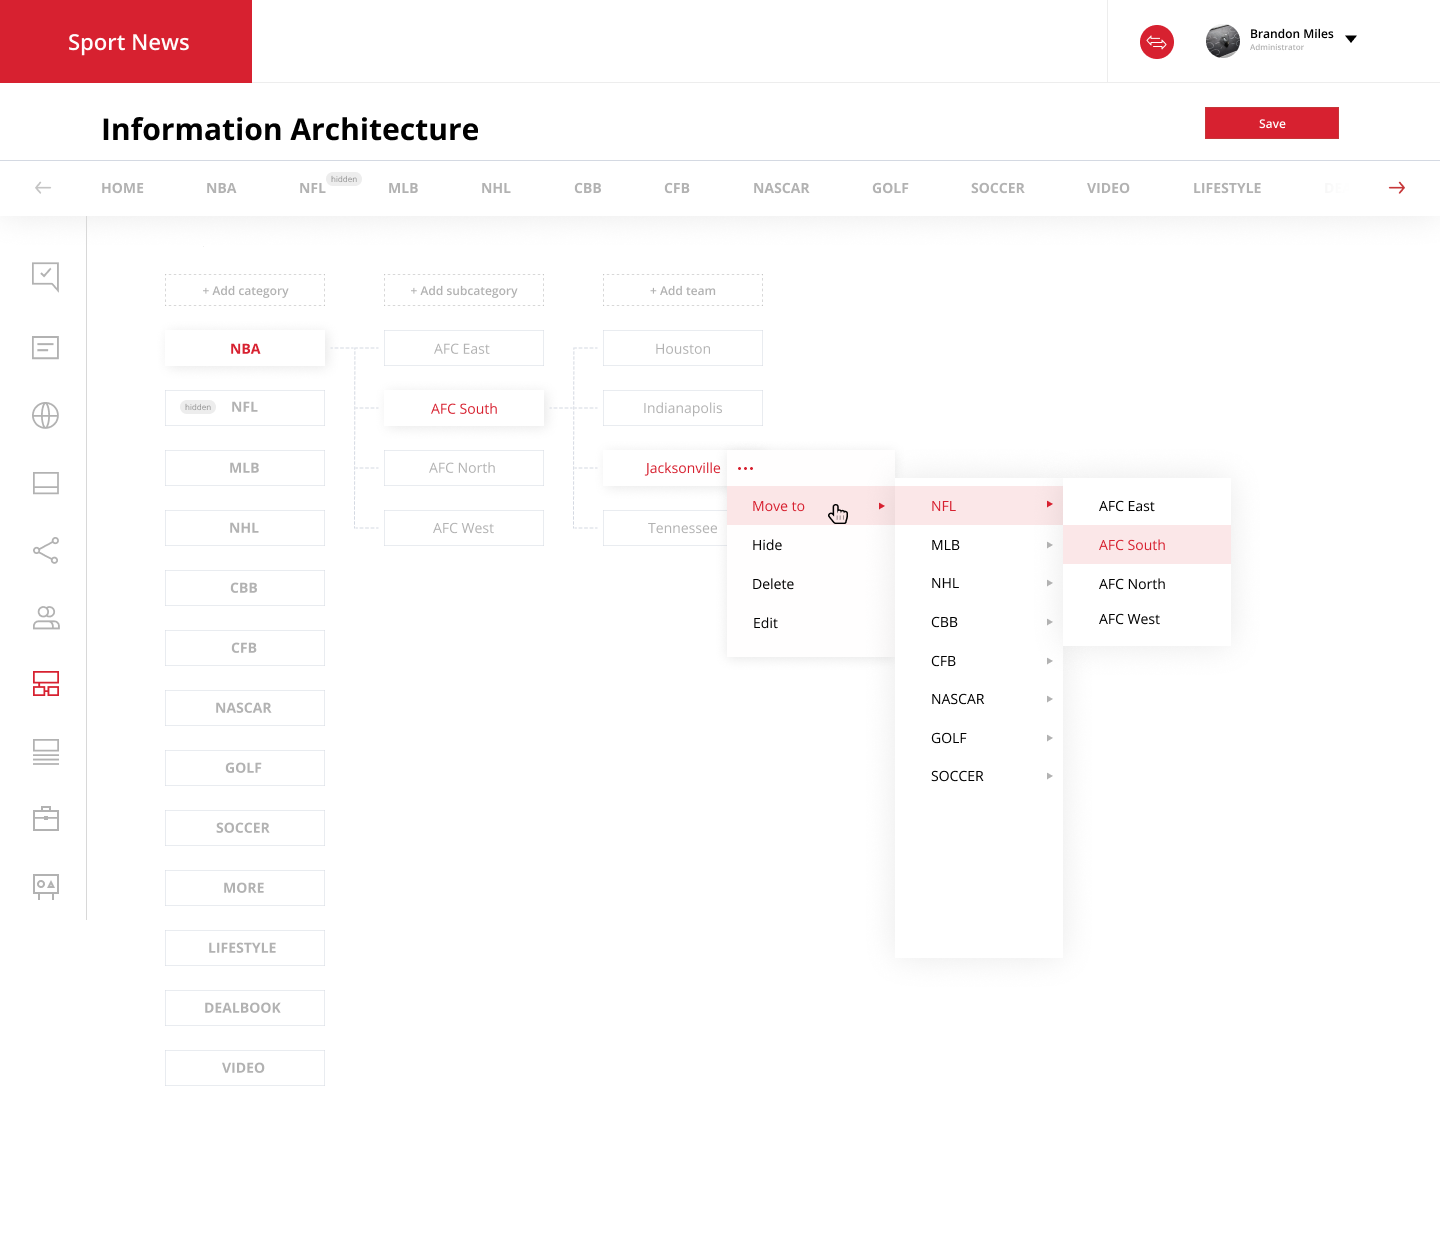 Sport News
Brandon Miles
Administrator
Information Architecture
Save
HOME NBA NFL hidden MLB NHL CBB CFB NASCAR GOLF SOCCER VIDEO LIFESTYLE
+ Add category + Add subcategory + Add team
NBA AFC East Houston
hidden NFL AFC South Indianapolis
MLB AFC North Jacksonville ...
NHL AFC West Tennessee
Move to NFL AFC East
Hide MLB AFC South
Delete NHL AFC North
Edit CBB AFC West
CFB
NASCAR
GOLF
SOCCER
CBB
CFB
NASCAR
GOLF
SOCCER
MORE
LIFESTYLE
DEALBOOK
VIDEO